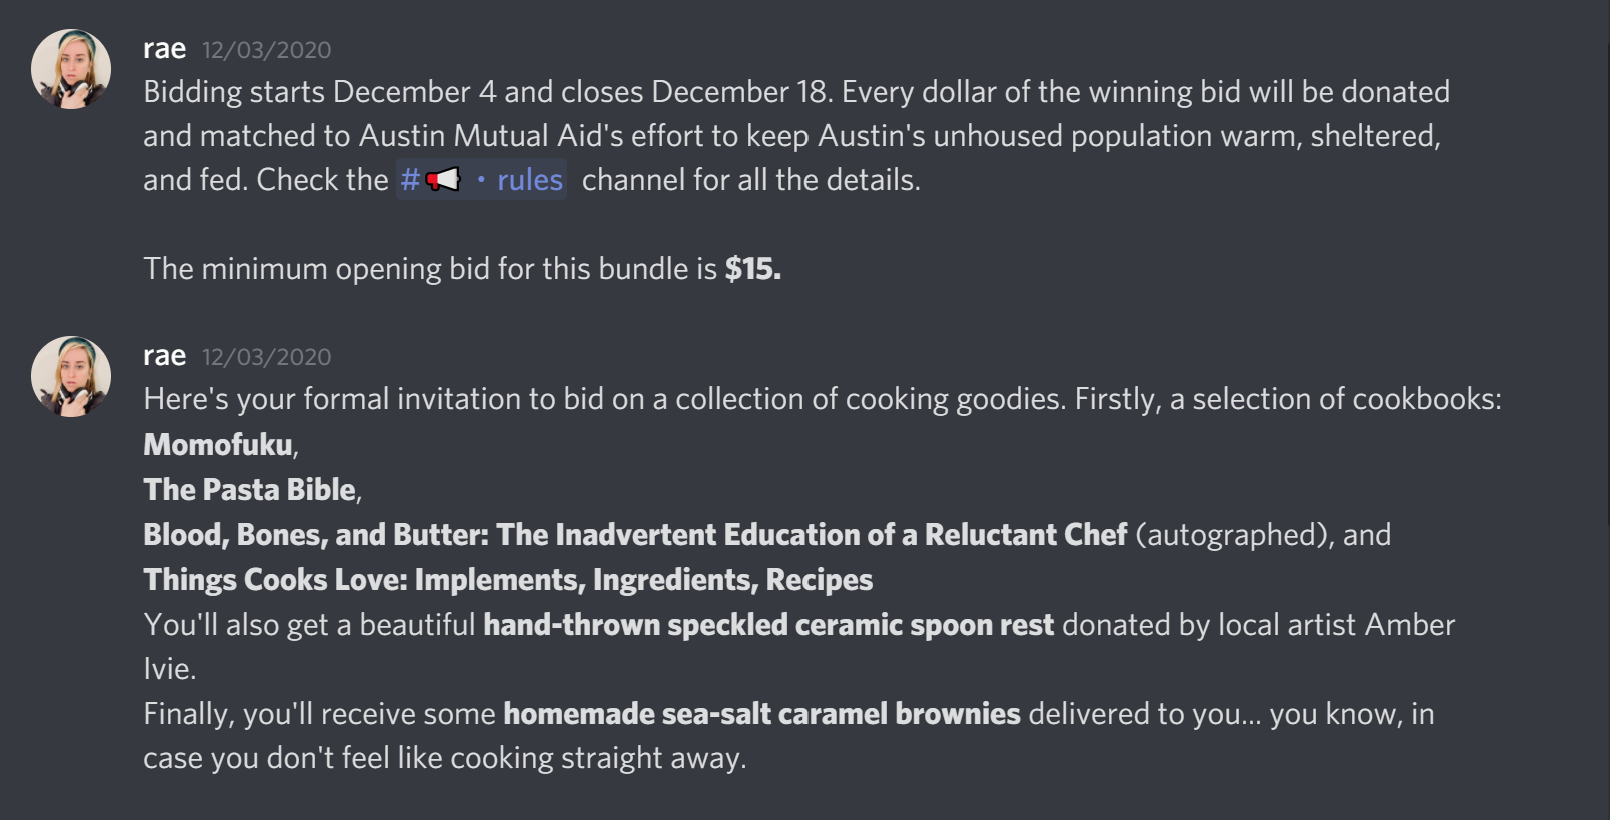 rae 12/03/2020
Bidding starts December 4 and closes December 18. Every dollar of the winning bid will be donated
and matched to Austin Mutual Aid's effort to keep Austin's unhoused population warm, sheltered,
and fed. Check the #📢 • rules channel for all the details.
The minimum opening bid for this bundle is $15.
rae 12/03/2020
Here's your formal invitation to bid on a collection of cooking goodies. Firstly, a selection of cookbooks:
Momofuku,
The Pasta Bible,
Blood, Bones, and Butter: The Inadvertent Education of a Reluctant Chef (autographed), and
Things Cooks Love: Implements, Ingredients, Recipes
You'll also get a beautiful hand-thrown speckled ceramic spoon rest donated by local artist Amber
Ivie.
Finally, you'll receive some homemade sea-salt caramel brownies delivered to you... you know, in
case you don't feel like cooking straight away.